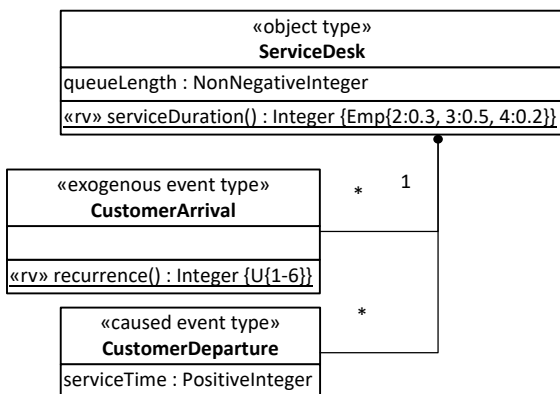 «object type»
ServiceDesk
queueLength : NonNegativeInteger
«rv» serviceDuration() : Integer {Emp{2:0.3, 3:0.5, 4:0.2}}
«exogenous event type»
CustomerArrival
* 1
«rv» recurrence() : Integer {U{1-6}}
«caused event type»
CustomerDeparture
*
serviceTime : PositiveInteger